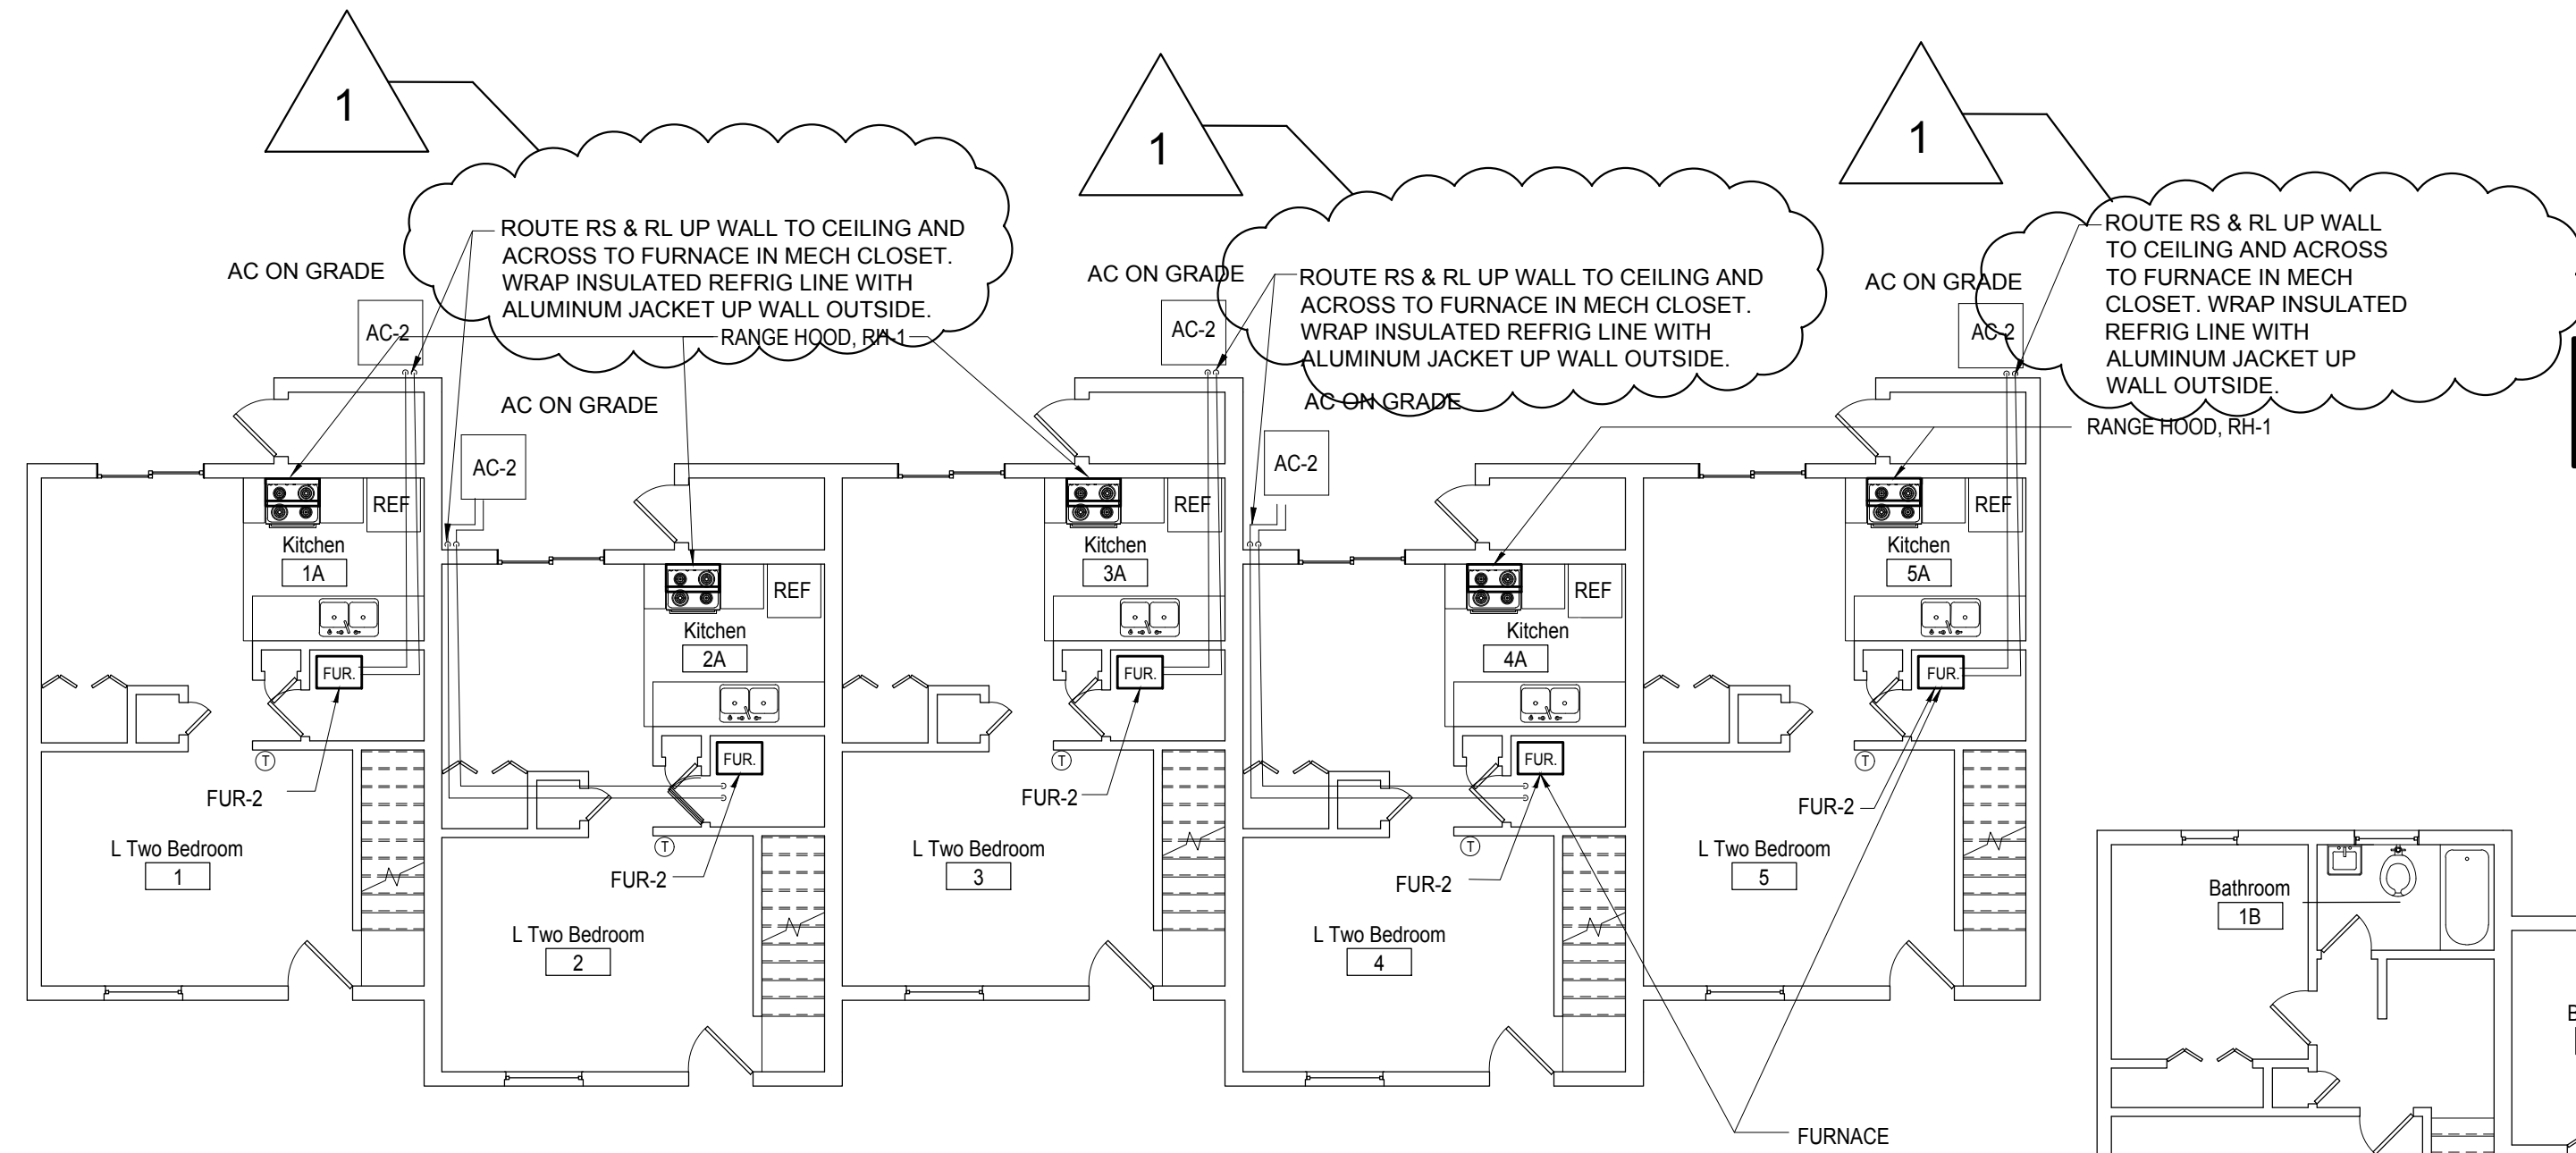 1
1
1
ROUTE RS & RL UP WALL TO CEILING AND
ACROSS TO FURNACE IN MECH CLOSET.
WRAP INSULATED REFRIG LINE WITH
ALUMINUM JACKET UP WALL OUTSIDE.
RANGE HOOD, RH-1
AC ON GRADE
AC-2
AC ON GRADE
AC-2
ROUTE RS & RL UP WALL TO CEILING AND
ACROSS TO FURNACE IN MECH CLOSET.
WRAP INSULATED REFRIG LINE WITH
ALUMINUM JACKET UP WALL OUTSIDE.
AC ON GRADE
AC-2
AC ON GRADE
AC-2
ROUTE RS & RL UP WALL
TO CEILING AND ACROSS
TO FURNACE IN MECH
CLOSET. WRAP INSULATED
REFRIG LINE WITH
ALUMINUM JACKET UP
WALL OUTSIDE.
RANGE HOOD, RH-1
AC ON GRADE
AC-2
REF
Kitchen
1A
FUR.
T
FUR-2
L Two Bedroom
1
REF
Kitchen
2A
FUR.
T
FUR-2
L Two Bedroom
2
REF
Kitchen
3A
FUR.
T
FUR-2
L Two Bedroom
3
REF
Kitchen
4A
FUR.
T
FUR-2
L Two Bedroom
4
REF
Kitchen
5A
FUR.
T
FUR-2
L Two Bedroom
5
FURNACE
Bathroom
1B